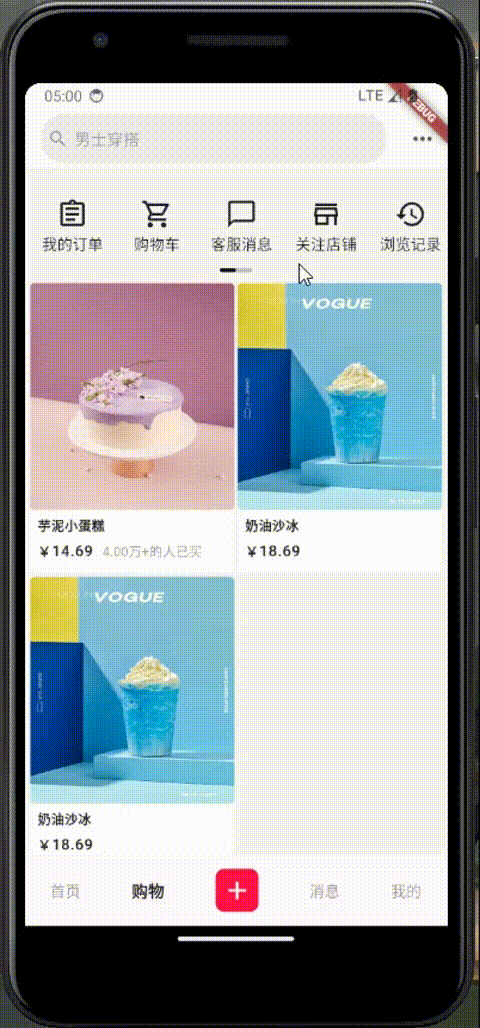 05:00
LTE
DEBUG
男士穿搭
我的订单
购物车
客服消息
关注店铺
浏览记录
VOGUE
芋泥小蛋糕
¥14.69 4.00万+的人已买
奶油沙冰
¥18.69
VOGUE
奶油沙冰
¥18.69
首页
购物
消息
我的